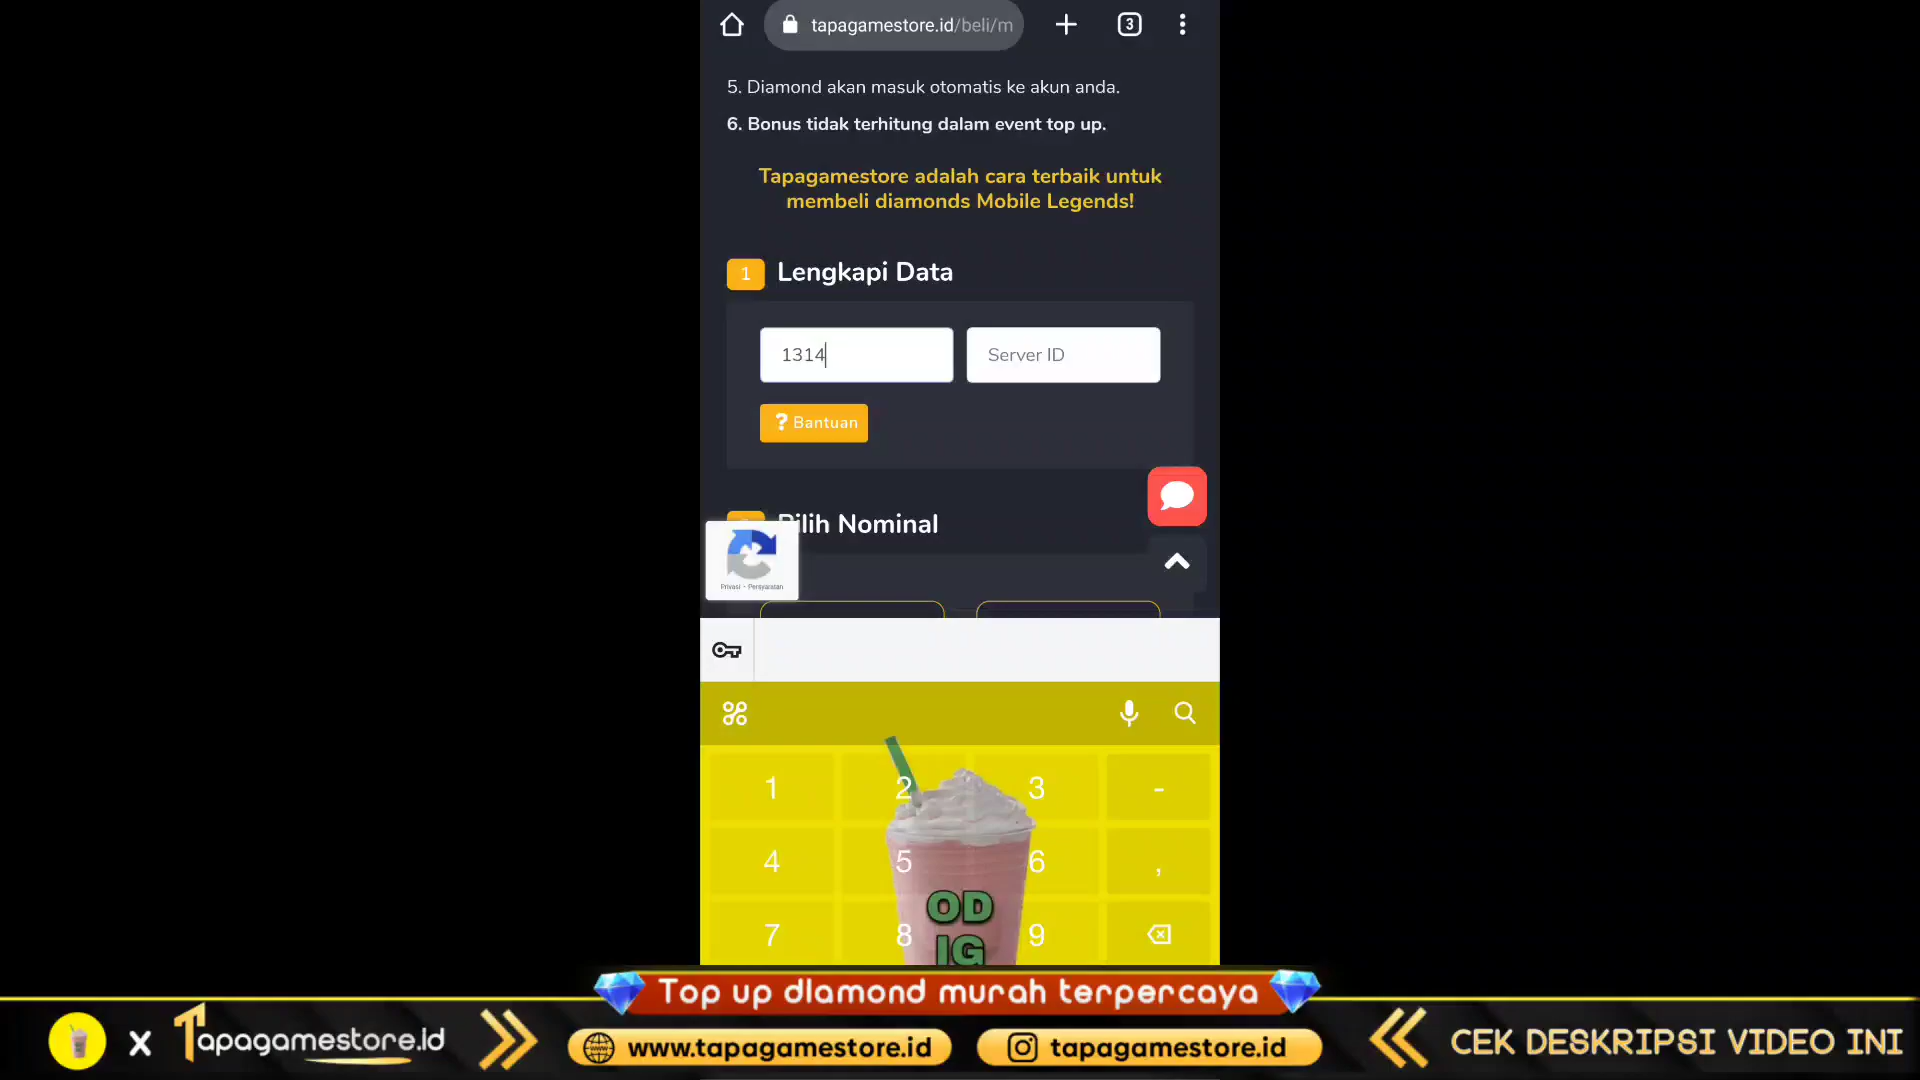 tapagamestore.id/beli/m
3
5. Diamond akan masuk otomatis ke akun anda.
6. Bonus tidak terhitung dalam event top up.
Tapagamestore adalah cara terbaik untuk
membeli diamonds Mobile Legends!
1 Lengkapi Data
1314
Server ID
? Bantuan
Pilih Nominal
Privasi - Persyaratan
1 2 3 -
4 5 6 ,
7 8 9
OD
IG
Top up diamond murah terpercaya
X Tapagamestore.id
www.tapagamestore.id
tapagamestore.id
CEK DESKRIPSI VIDEO INI